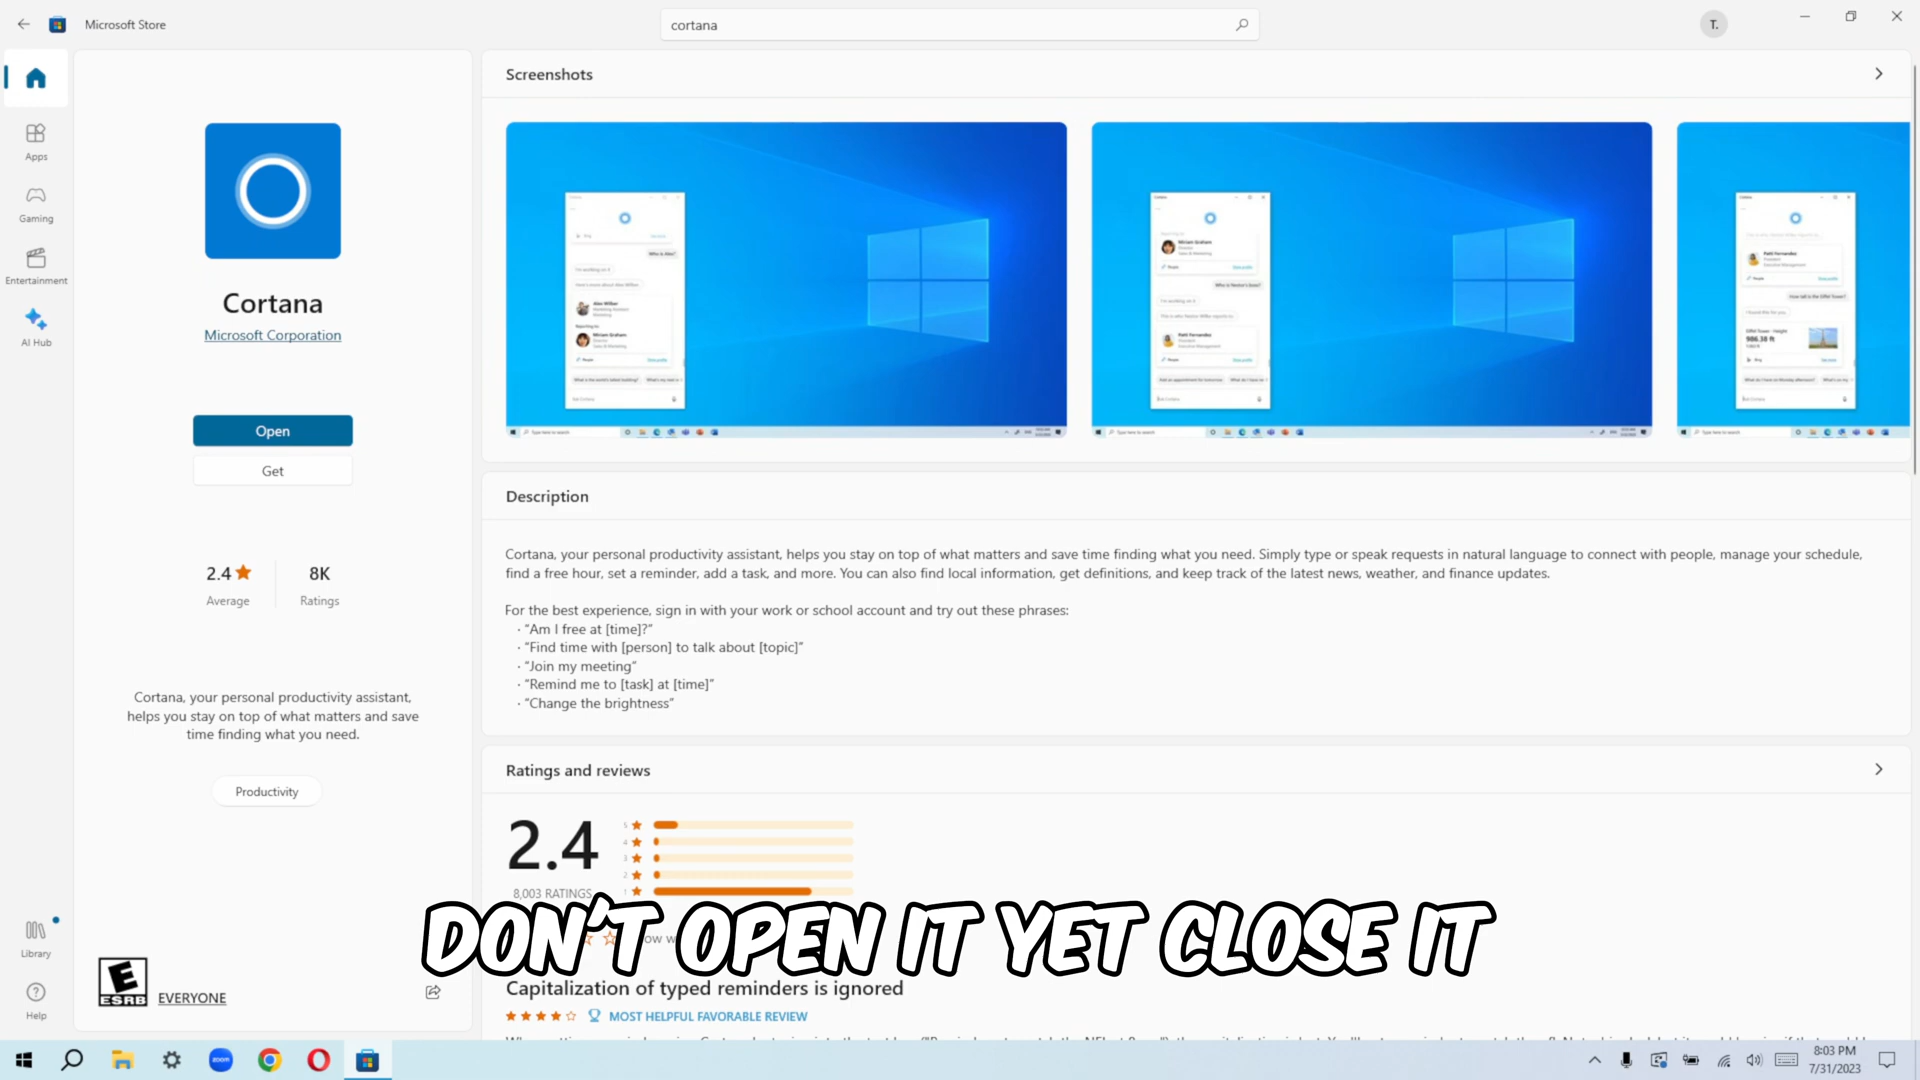 Microsoft Store
cortana
T.
Apps
Gaming
Entertainment
AI Hub
Library
Help
Cortana
Microsoft Corporation
Open
Get
2.4
Average
8K
Ratings
Cortana, your personal productivity assistant,
helps you stay on top of what matters and save
time finding what you need.
Productivity
E
ESRB
EVERYONE
Screenshots
Description
Cortana, your personal productivity assistant, helps you stay on top of what matters and save time finding what you need. Simply type or speak requests in natural language to connect with people, manage your schedule,
find a free hour, set a reminder, add a task, and more. You can also find local information, get definitions, and keep track of the latest news, weather, and finance updates.
For the best experience, sign in with your work or school account and try out these phrases:
· "Am I free at [time]?"
· "Find time with [person] to talk about [topic]"
· "Join my meeting"
· "Remind me to [task] at [time]"
· "Change the brightness"
Ratings and reviews
2.4
8,003 RATINGS
5
4
3
2
1
DON'T OPEN IT YET CLOSE IT
Capitalization of typed reminders is ignored
MOST HELPFUL FAVORABLE REVIEW
zoom
8:03 PM
7/31/2023